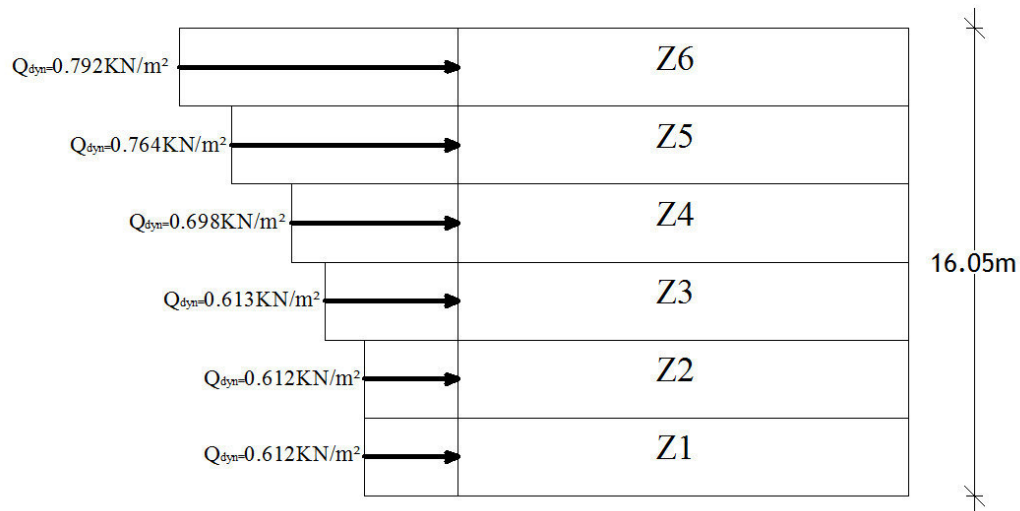 Qdyn=0.792KN/m² Z6
Qdyn=0.764KN/m² Z5
Qdyn=0.698KN/m² Z4
16.05m
Qdyn=0.613KN/m² Z3
Qdyn=0.612KN/m² Z2
Qdyn=0.612KN/m² Z1